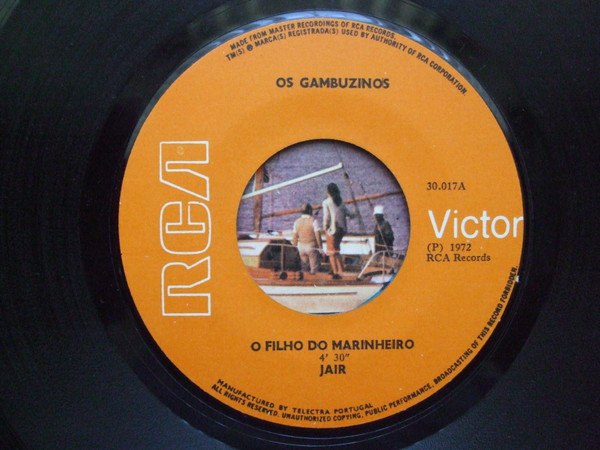 MADE FROM MASTER RECORDINGS OF RCA RECORDS.
TM(S) ® MARCA(S) REGISTRADA(S) USED BY AUTHORITY OF RCA CORPORATION.
OS GAMBUZINOS
RCA
30.017A
Victor
(P) 1972
RCA Records
O FILHO DO MARINHEIRO
4' 30"
JAIR
MANUFACTURED BY TELECTRA PORTUGAL
ALL RIGHTS RESERVED. UNAUTHORIZED COPYING, PUBLIC PERFORMANCE, BROADCASTING OF THIS RECORD FORBIDDEN.